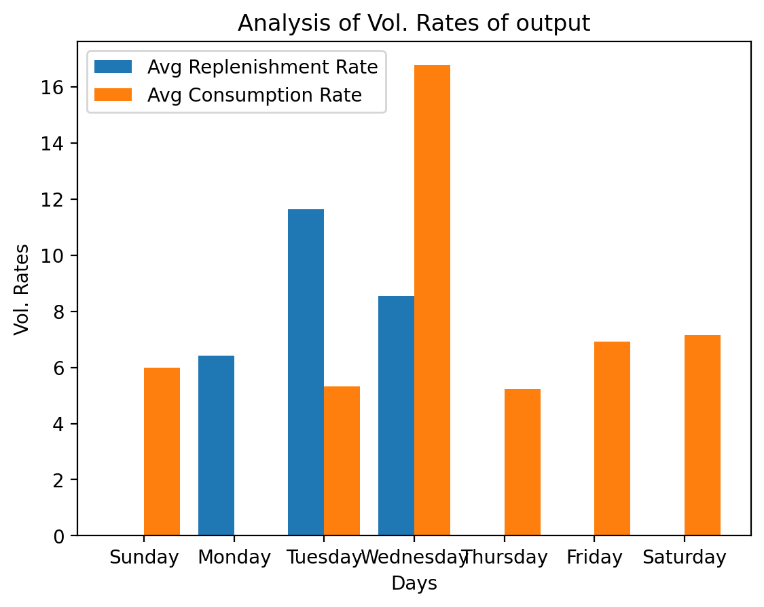 Analysis of Vol. Rates of output
Avg Replenishment Rate
Avg Consumption Rate
Vol. Rates
16
14
12
10
8
6
4
2
0
Sunday Monday Tuesday Wednesday Thursday Friday Saturday
Days